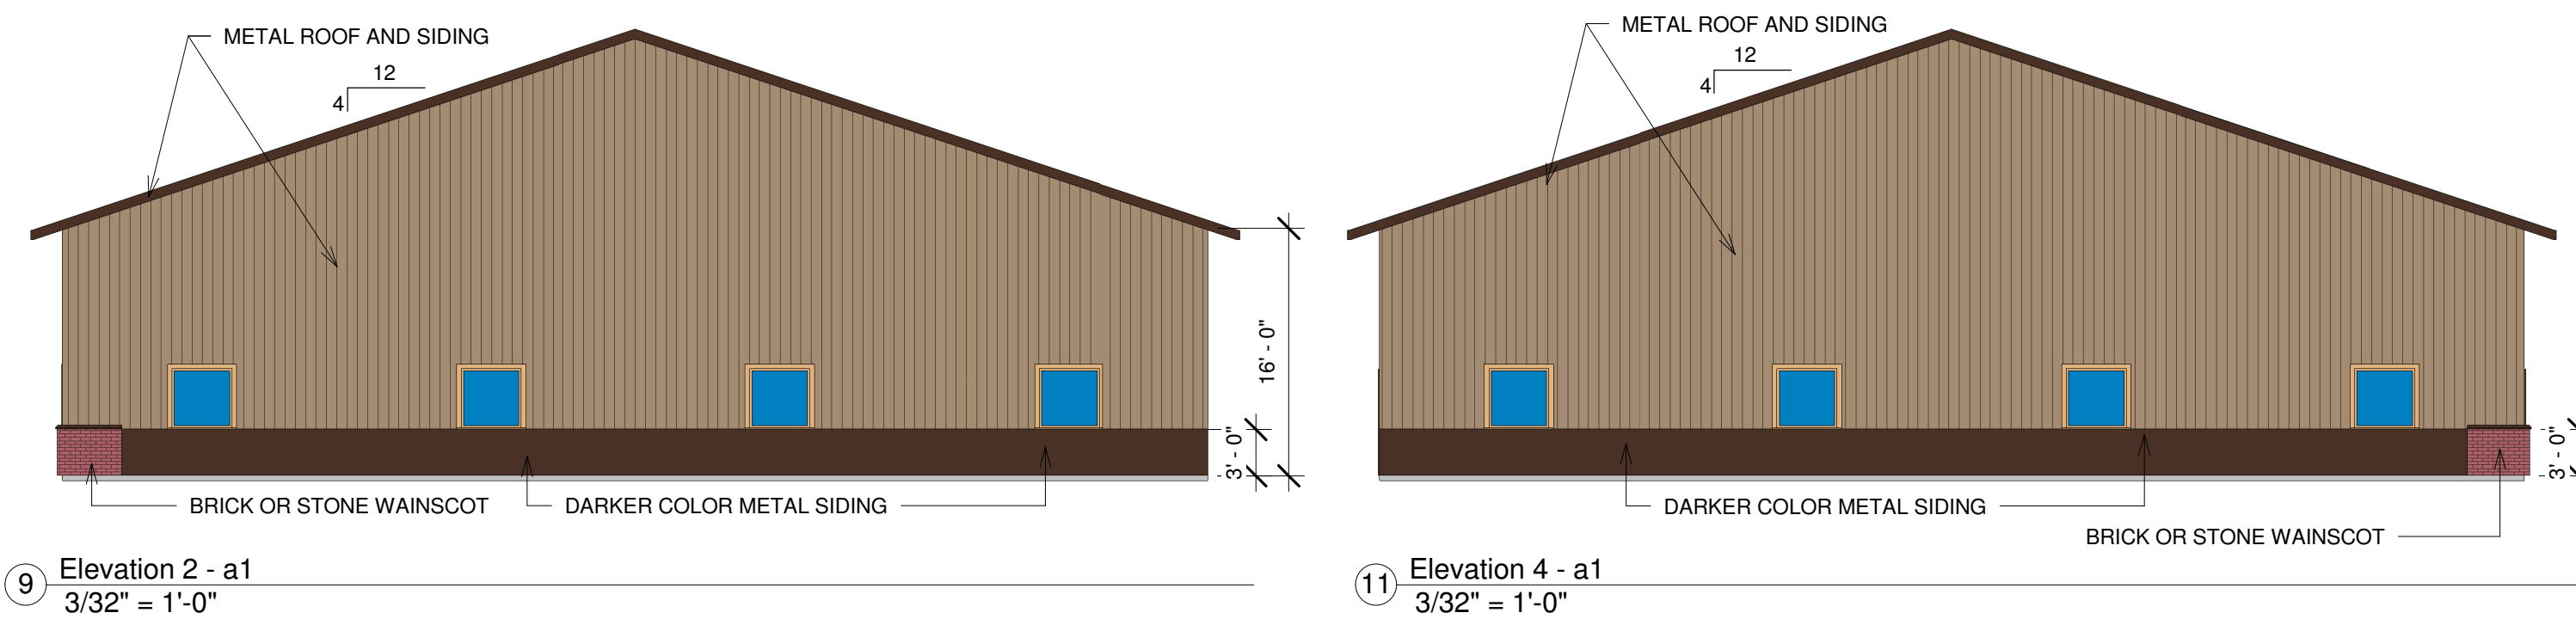 METAL ROOF AND SIDING
12
4
16' - 0"
3' - 0"
BRICK OR STONE WAINSCOT
DARKER COLOR METAL SIDING
9
Elevation 2 - a1
3/32" = 1'-0"
METAL ROOF AND SIDING
12
4
3' - 0"
DARKER COLOR METAL SIDING
BRICK OR STONE WAINSCOT
11
Elevation 4 - a1
3/32" = 1'-0"